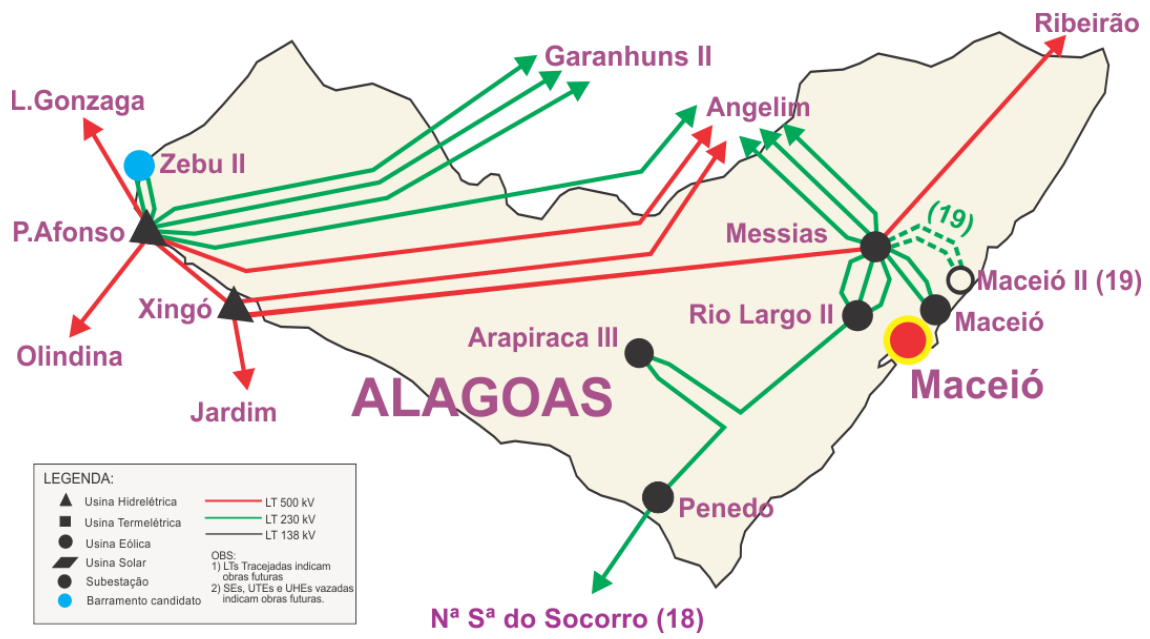 Ribeirão
Garanhuns II
L.Gonzaga
Angelim
Zebu II
(19)
P.Afonso
Messias
Maceió II (19)
Xingó
Rio Largo II
Maceió
Arapiraca III
Olindina
Maceió
ALAGOAS
Jardim
LEGENDA:
Usina Hidrelétrica
LT 500 kV
Usina Termelétrica
LT 230 kV
Usina Eólica
LT 138 kV
Usina Solar
Subestação
Barramento candidato
OBS:
1) LTs Tracejadas indicam
obras futuras
2) SEs, UTEs e UHEs vazadas
indicam obras futuras.
Penedo
Nª Sª do Socorro (18)